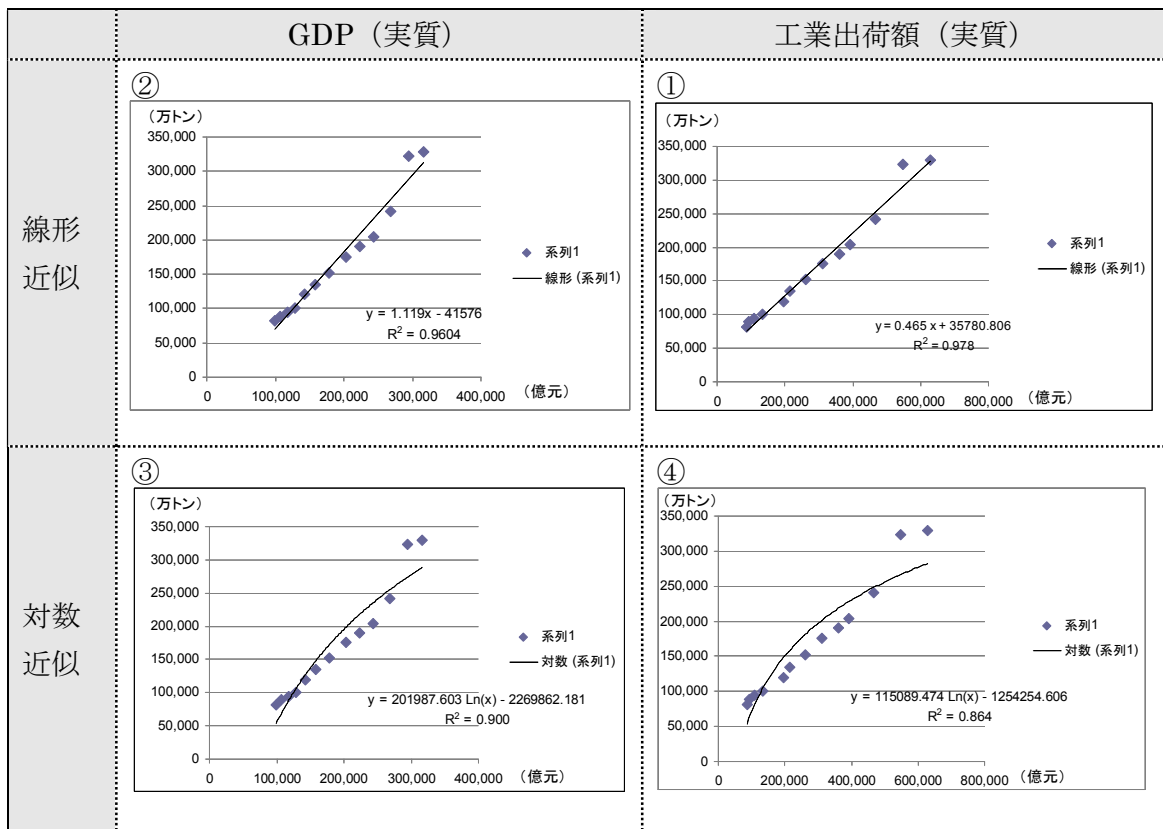 GDP（実質）
工業出荷額（実質）
線形
近似
②
（万トン）
350,000
300,000
250,000
200,000
150,000
100,000
50,000
0
0 100,000 200,000 300,000 400,000 （億元）
系列1
線形 (系列1)
y = 1.119x - 41576
R² = 0.9604
①
（万トン）
350,000
300,000
250,000
200,000
150,000
100,000
50,000
0
0 200,000 400,000 600,000 800,000 （億元）
系列1
線形 (系列1)
y = 0.465 x + 35780.806
R² = 0.978
対数
近似
③
（万トン）
350,000
300,000
250,000
200,000
150,000
100,000
50,000
0
0 100,000 200,000 300,000 400,000 （億元）
系列1
対数 (系列1)
y = 201987.603 Ln(x) - 2269862.181
R² = 0.900
④
（万トン）
350,000
300,000
250,000
200,000
150,000
100,000
50,000
0
0 200,000 400,000 600,000 800,000 （億元）
系列1
対数 (系列1)
y = 115089.474 Ln(x) - 1254254.606
R² = 0.864